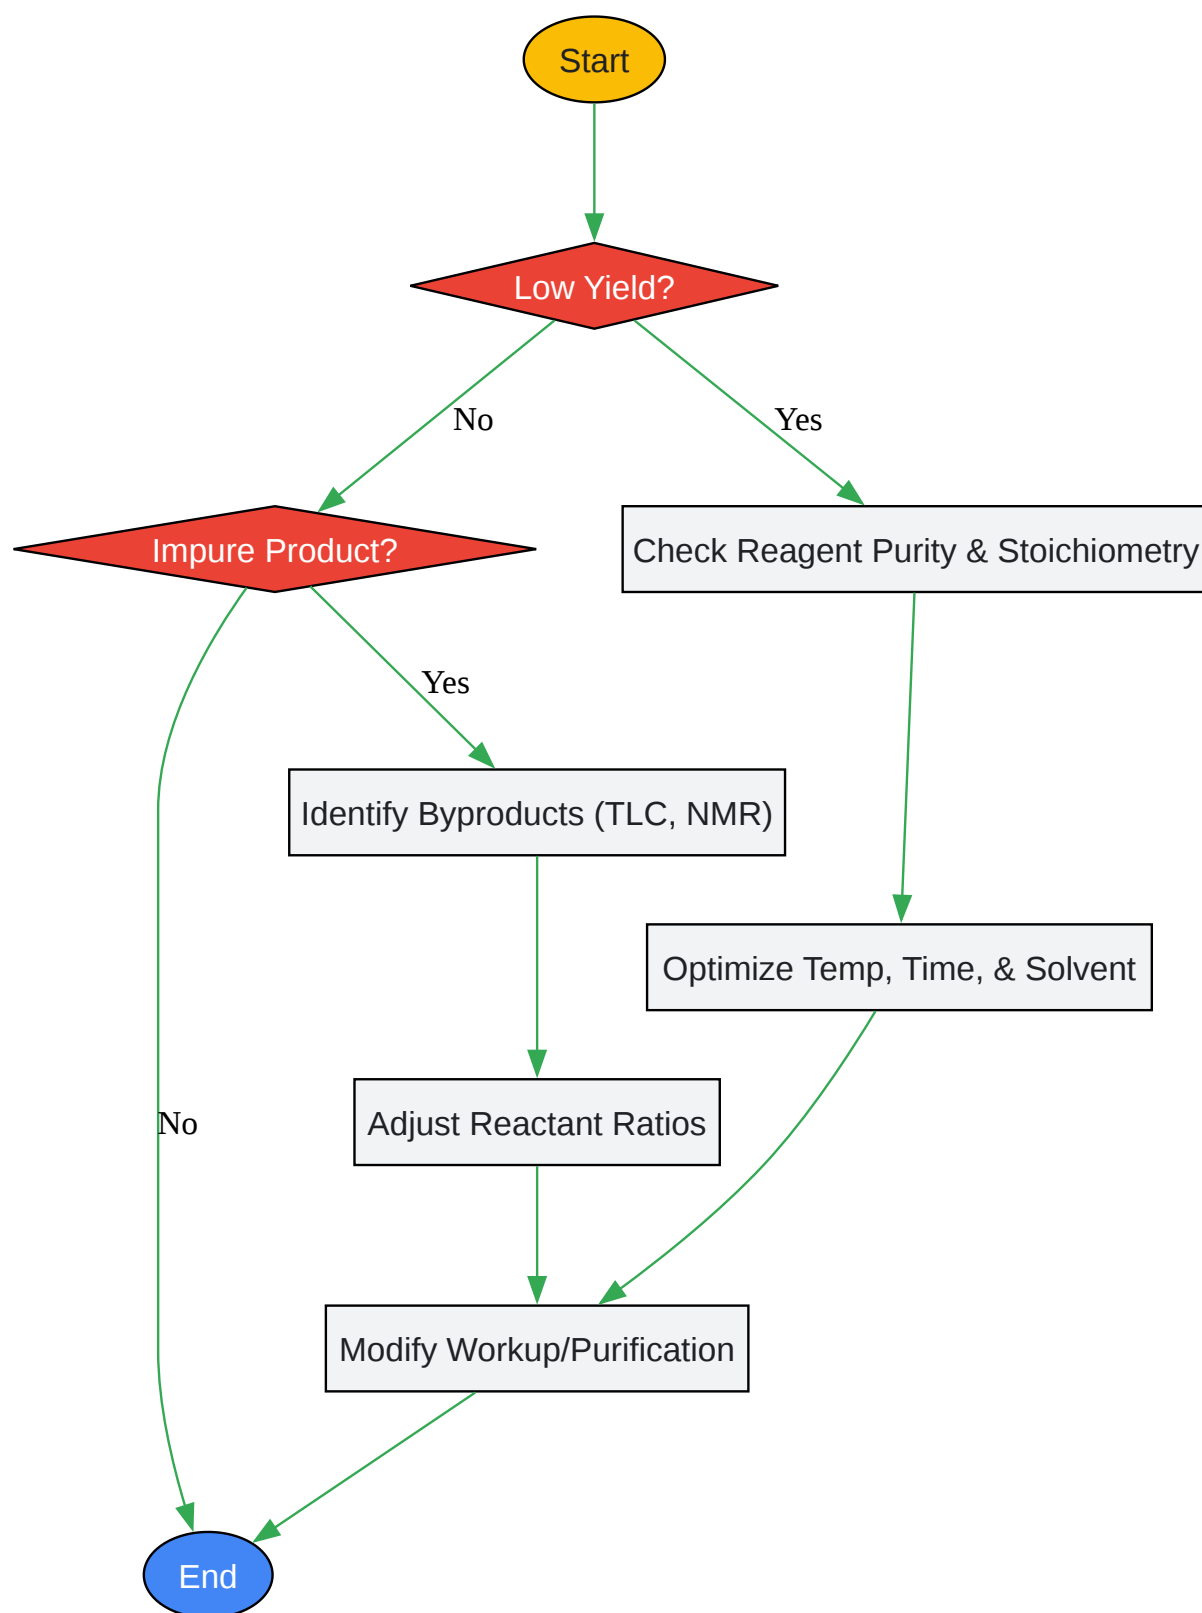 Start
Low Yield?
No
Yes
Impure Product?
Check Reagent Purity & Stoichiometry
Yes
Identify Byproducts (TLC, NMR)
Optimize Temp, Time, & Solvent
Adjust Reactant Ratios
No
Modify Workup/Purification
End